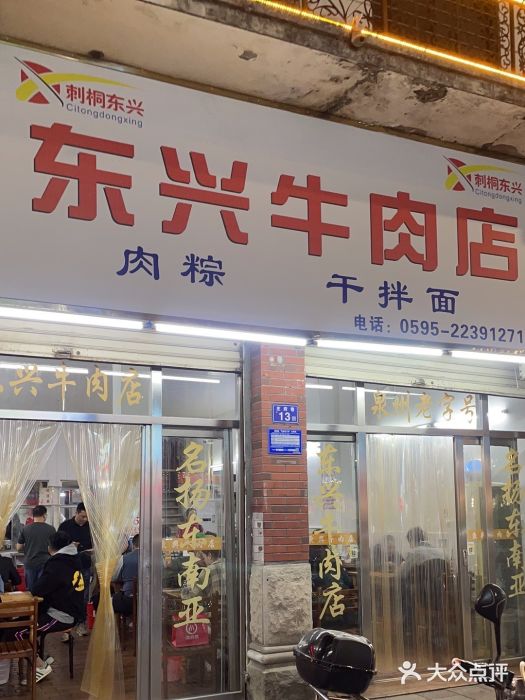 刺桐东兴
Citongdongxing
刺桐东兴
Citongdongxing
东兴牛肉店
肉粽 干拌面
电话：0595-22391271
东兴牛肉店
泉州老字号
13
名扬东南亚
东兴牛肉店
名扬东南亚
大众点评